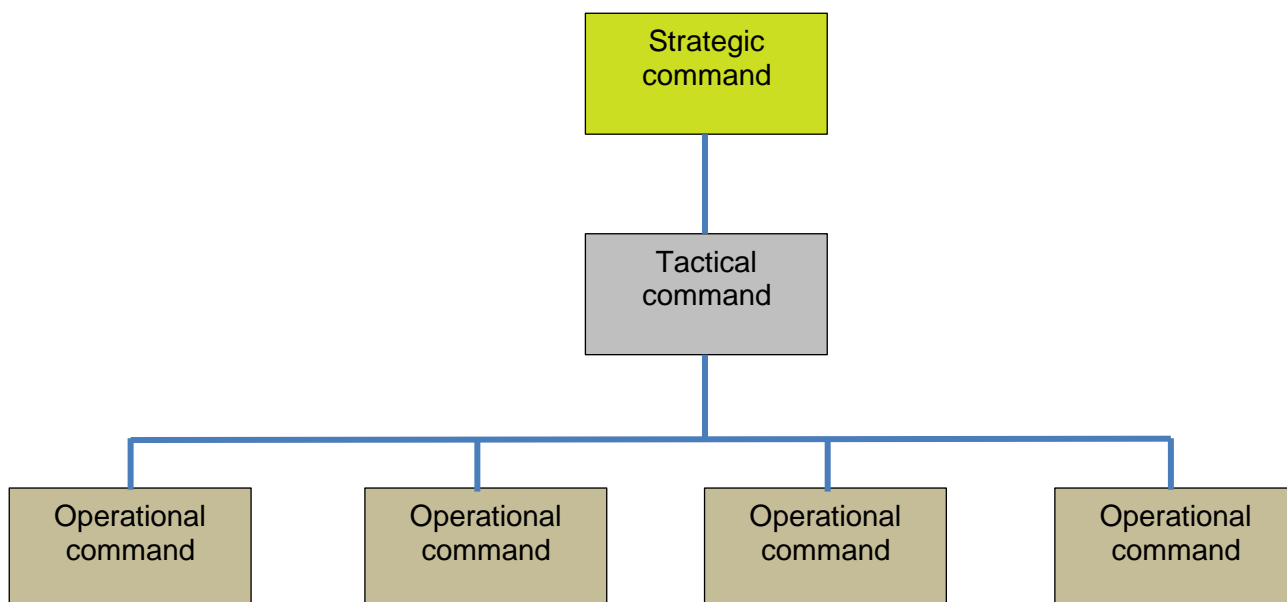 Strategic
command
Tactical
command
Operational
command
Operational
command
Operational
command
Operational
command